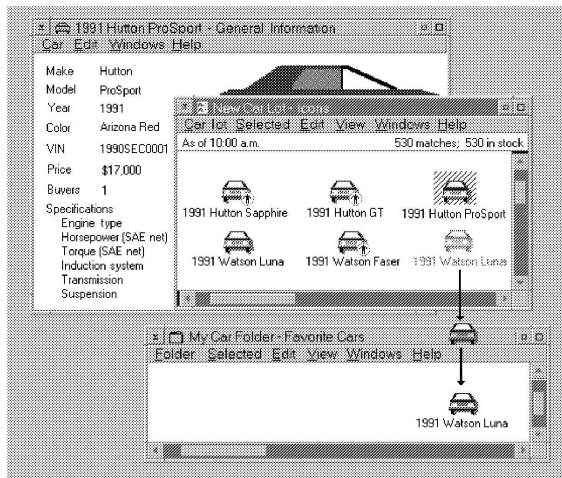 1991 Hutton ProSport - General Information
Car Edit Windows Help
Make Hutton
Model ProSport
Year 1991
Color Arizona Red
VIN 1990SEC0001
Price $17,000
Buyers 1
Specifications
Engine type
Horsepower (SAE net)
Torque (SAE net)
Induction system
Transmission
Suspension
New Car Lot - Icons
Car lot Selected Edit View Windows Help
As of 10:00 a.m. 530 matches; 530 in stock
1991 Hutton Sapphire 1991 Hutton GT 1991 Hutton ProSport
1991 Watson Luna 1991 Watson Faser 1991 Watson Luna
My Car Folder - Favorite Cars
Folder Selected Edit View Windows Help
1991 Watson Luna